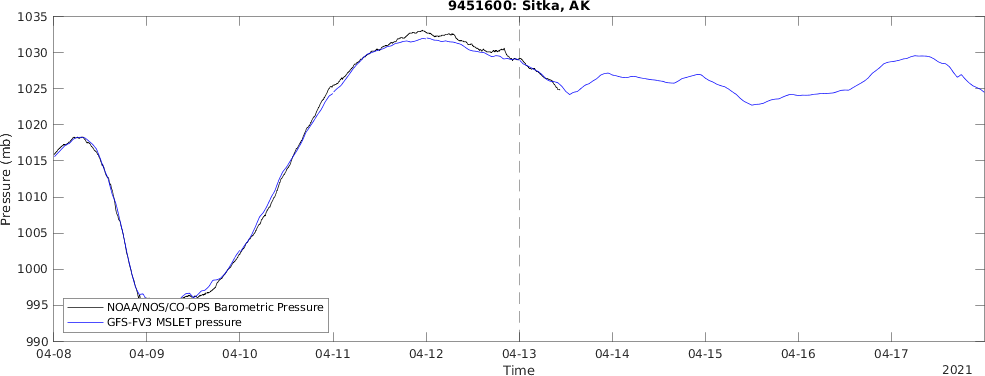 9451600: Sitka, AK
1035
1030
1025
1020
1015
1010
1005
1000
995
990
Pressure (mb)
NOAA/NOS/CO-OPS Barometric Pressure
GFS-FV3 MSLET pressure
04-08 04-09 04-10 04-11 04-12 04-13 04-14 04-15 04-16 04-17
Time
2021